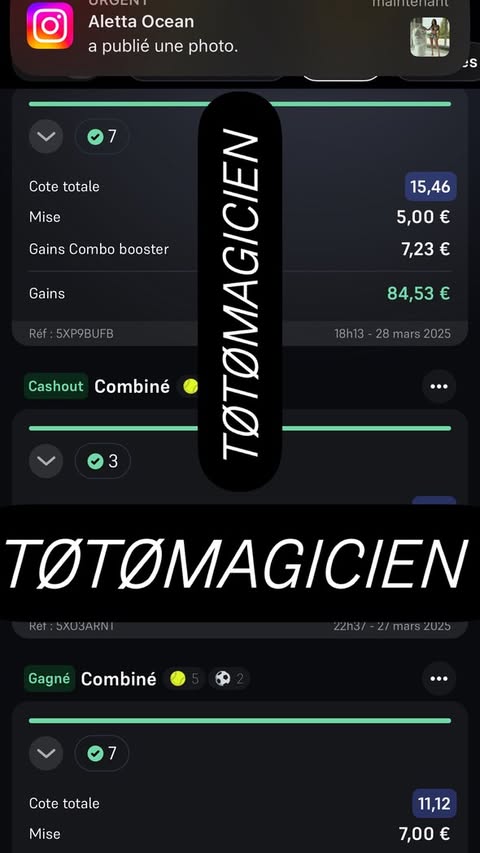 URGENT
maintenant
Aletta Ocean
a publié une photo.
es
7
Cote totale 15,46
Mise 5,00 €
Gains Combo booster 7,23 €
Gains 84,53 €
Réf : 5XP9BUFB 18h13 - 28 mars 2025
TØTØMAGICIEN
Cashout Combiné
3
TØTØMAGICIEN
Réf : 5XU3ARNT 22h37 - 27 mars 2025
Gagné Combiné 5 2
7
Cote totale 11,12
Mise 7,00 €